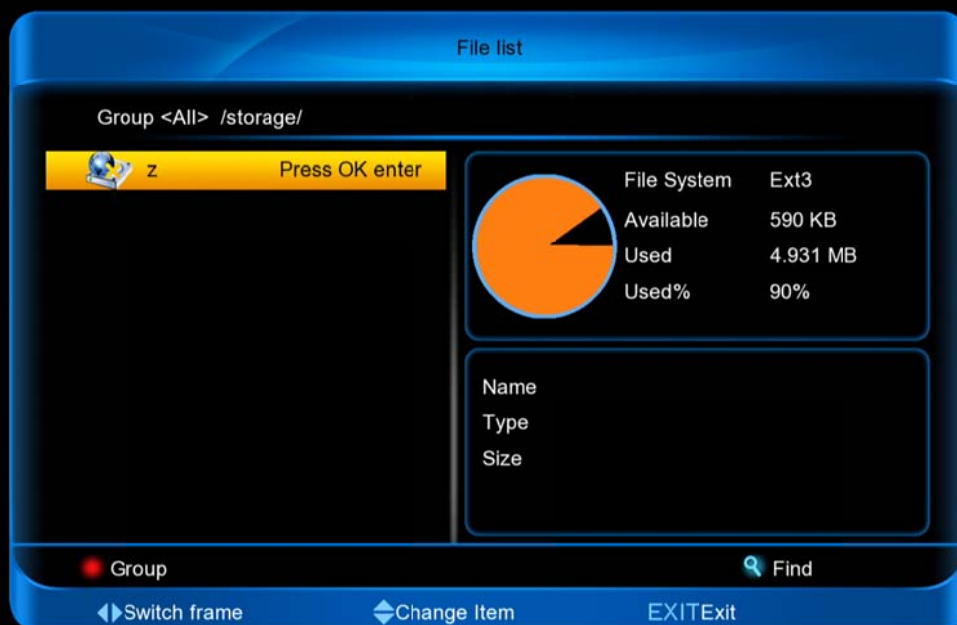 File list
Group <All> /storage/
z Press OK enter
File System Ext3
Available 590 KB
Used 4.931 MB
Used% 90%
Name
Type
Size
Group Find
Switch frame Change Item EXITExit